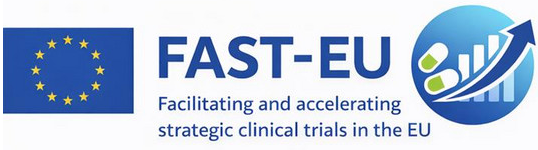 FAST-EU
Facilitating and accelerating
strategic clinical trials in the EU